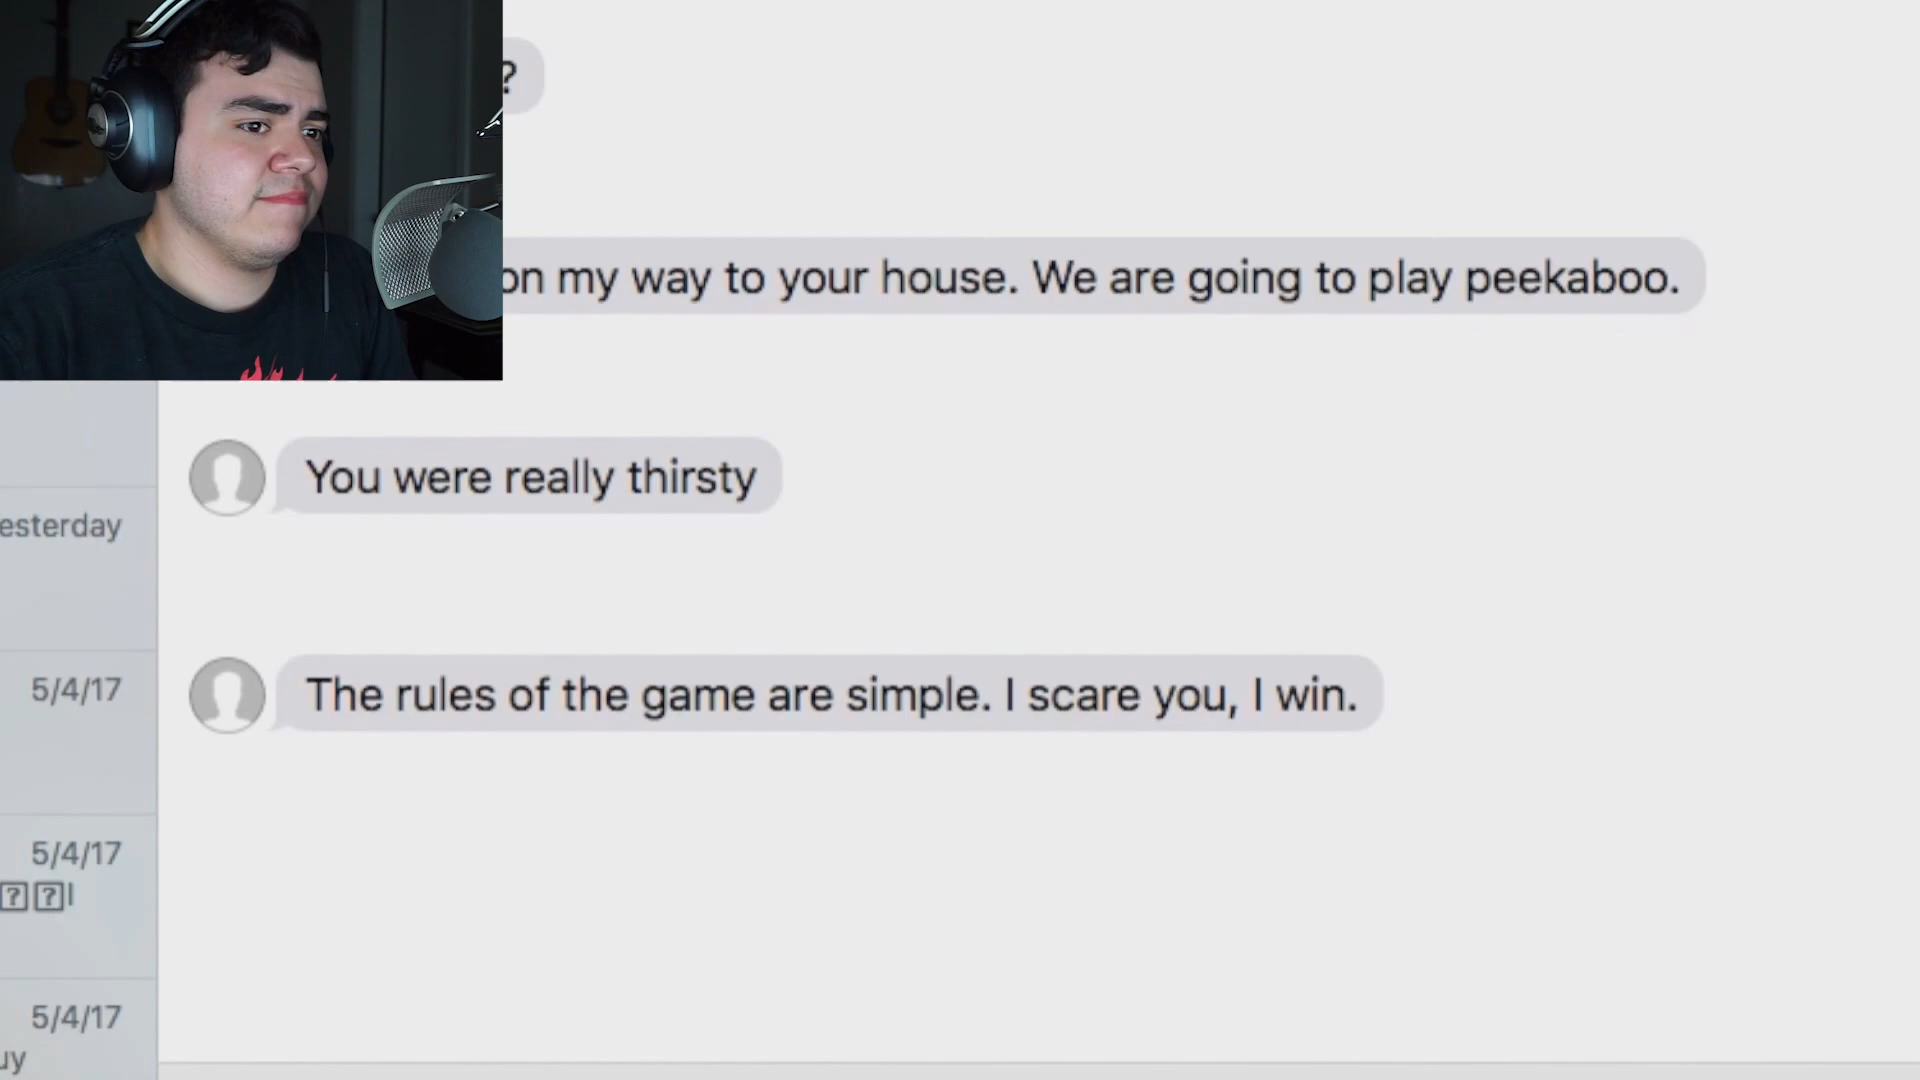 ?
on my way to your house. We are going to play peekaboo.
You were really thirsty
esterday
The rules of the game are simple. I scare you, I win.
5/4/17
5/4/17
5/4/17
uy